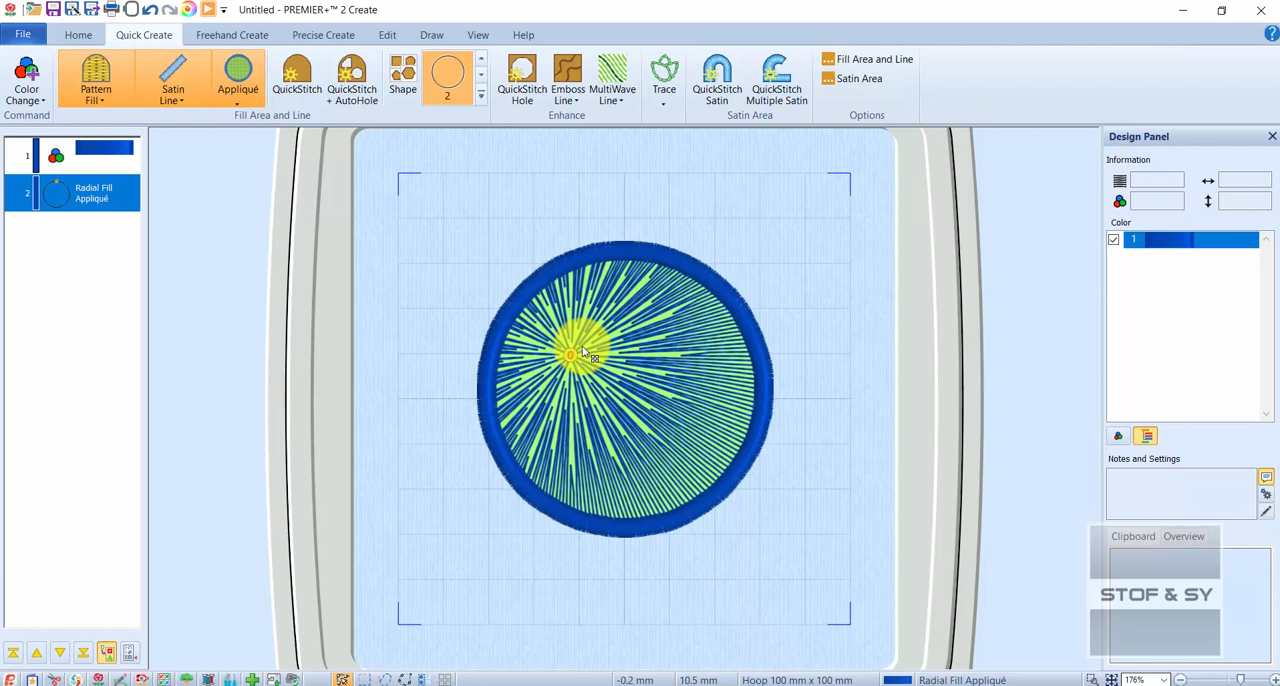 Untitled - PREMIER+™ 2 Create
File Home Quick Create Freehand Create Precise Create Edit Draw View Help
Color Change
Pattern Fill
Satin Line
Appliqué
QuickStitch
QuickStitch + AutoHole
Shape
2
QuickStitch Hole
Emboss Line
MultiWave Line
Trace
QuickStitch Satin
QuickStitch Multiple Satin
Fill Area and Line
Satin Area
Command Fill Area and Line Enhance Satin Area Options
1
2 Radial Fill
Appliqué
Design Panel
Information
Color
1
Notes and Settings
Clipboard Overview
STOF & SY
-0.2 mm 10.5 mm Hoop 100 mm x 100 mm Radial Fill Appliqué 176%